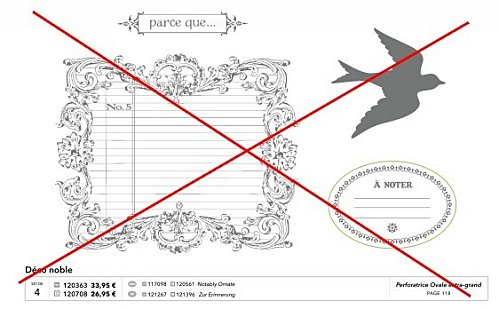 parce que...
No. 5
À NOTER
Déco noble
SET DE
4
120363 33,95 €
120708 26,95 €
117098 120561 Notably Ornate
121267 121396 Zur Erinnerung
Perforatrice Ovale extra-grand
PAGE 118